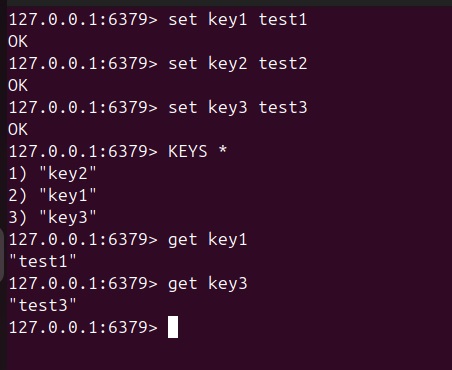 127.0.0.1:6379> set key1 test1
OK
127.0.0.1:6379> set key2 test2
OK
127.0.0.1:6379> set key3 test3
OK
127.0.0.1:6379> KEYS *
1) "key2"
2) "key1"
3) "key3"
127.0.0.1:6379> get key1
"test1"
127.0.0.1:6379> get key3
"test3"
127.0.0.1:6379>